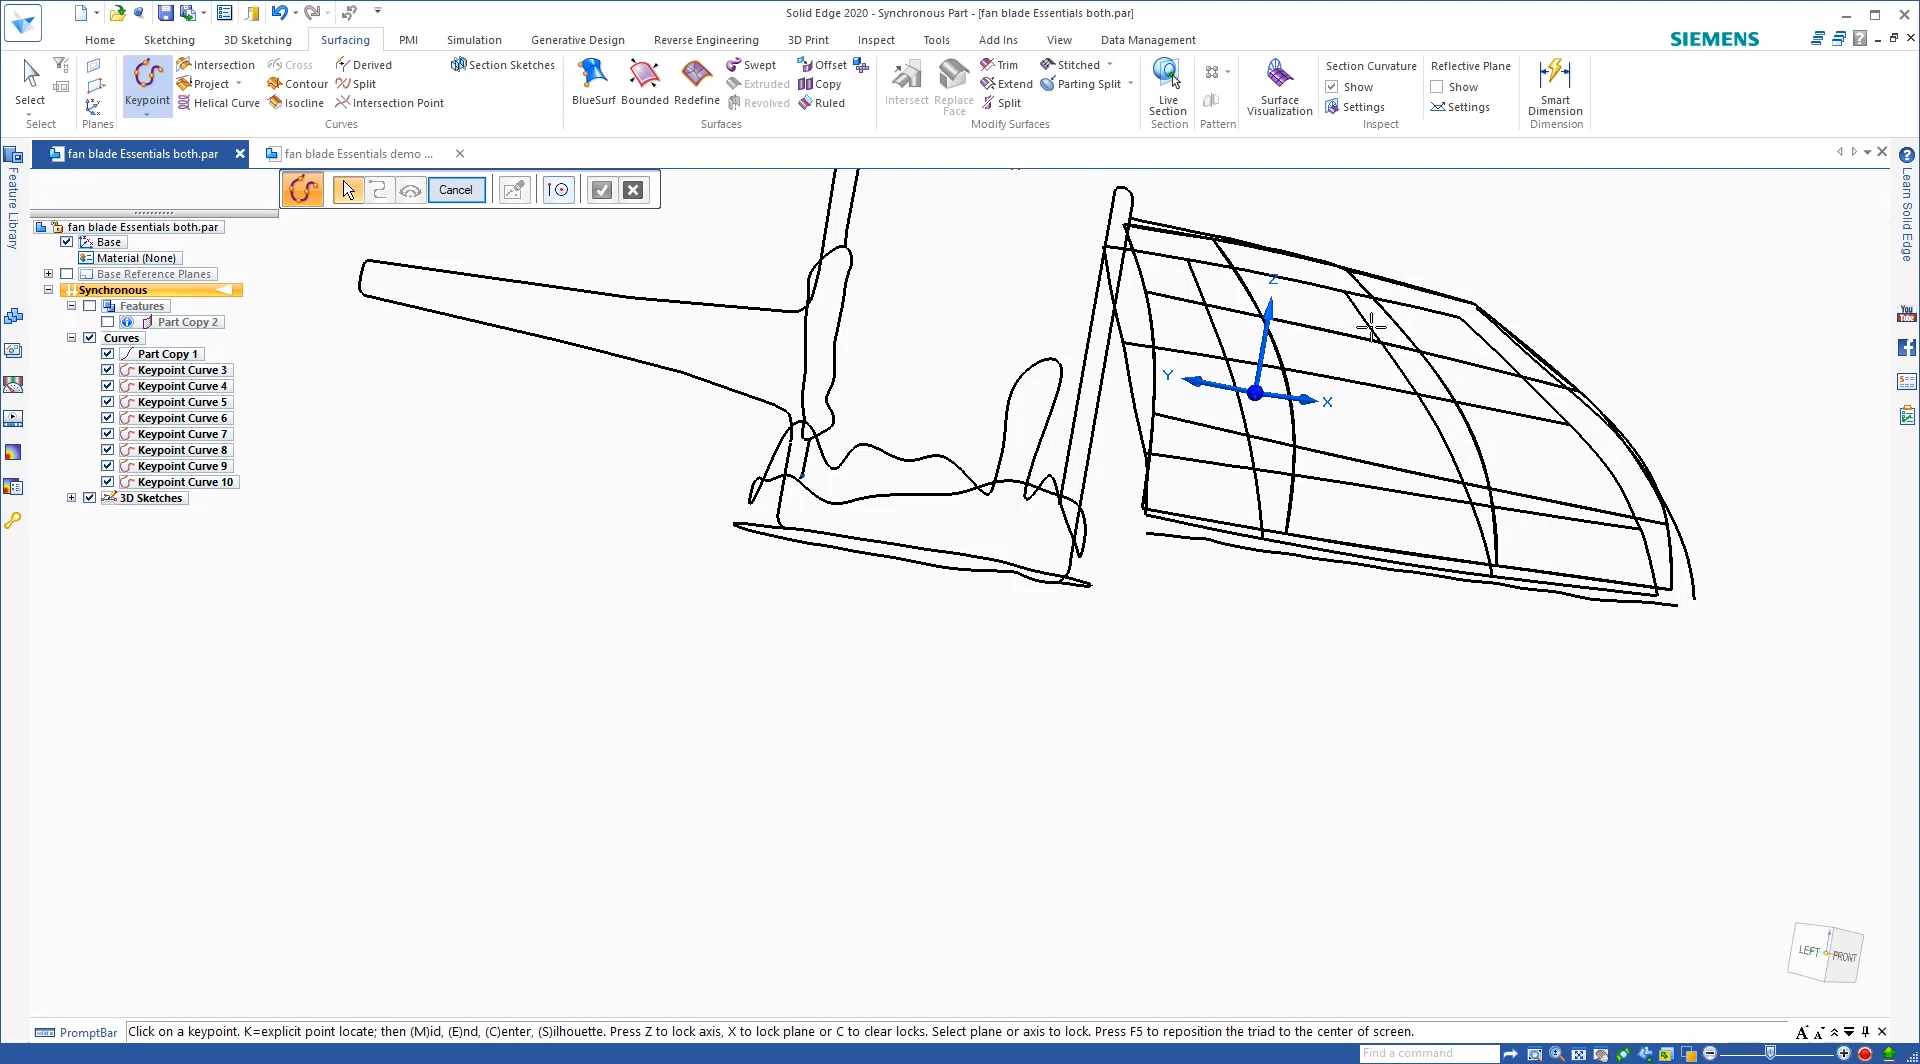 Solid Edge 2020 - Synchronous Part - [fan blade Essentials both.par]
Home Sketching 3D Sketching Surfacing PMI Simulation Generative Design Reverse Engineering 3D Print Inspect Tools Add Ins View Data Management
SIEMENS
Select
Select
Planes
Keypoint
Intersection Cross Derived Section Sketches
Project Contour Split
Helical Curve Isocline Intersection Point
Curves
BlueSurf Bounded Redefine
Swept Offset
Extruded Copy
Revolved Ruled
Surfaces
Intersect Replace Face
Trim Stitched
Extend Parting Split
Split
Modify Surfaces
Live Section
Section
Pattern
Surface Visualization
Section Curvature
Show
Settings
Reflective Plane
Show
Settings
Inspect
Smart Dimension
Dimension
fan blade Essentials both.par
fan blade Essentials demo ...
Cancel
Feature Library
Learn Solid Edge
You Tube
fan blade Essentials both.par
Base
Material (None)
Base Reference Planes
Synchronous
Features
Part Copy 2
Curves
Part Copy 1
Keypoint Curve 3
Keypoint Curve 4
Keypoint Curve 5
Keypoint Curve 6
Keypoint Curve 7
Keypoint Curve 8
Keypoint Curve 9
Keypoint Curve 10
3D Sketches
Z
Y
X
LEFT
FRONT
PromptBar
Click on a keypoint. K=explicit point locate; then (M)id, (E)nd, (C)enter, (S)ilhouette. Press Z to lock axis, X to lock plane or C to clear locks. Select plane or axis to lock. Press F5 to reposition the triad to the center of screen.
A A
Find a command